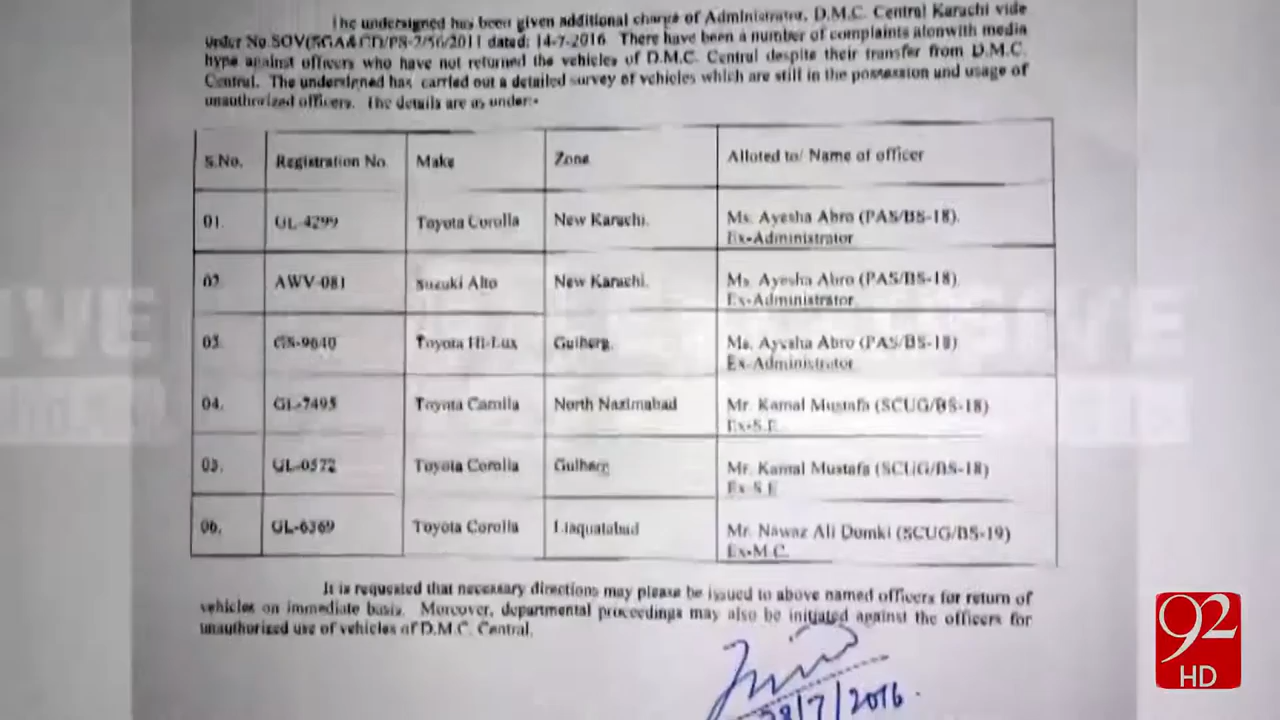 The undersigned has been given additional charge of Administrator, D.M.C. Central Karachi vide
order No.SOV(SGA&CD/PS-7/56/2011 dated: 14-7-2016 There have been a number of complaints alonwith media
hype against officers who have not returned the vehicles of D.M.C. Central despite their transfer from D.M.C.
Central. The undersigned has carried out a detailed survey of vehicles which are still in the possession and usage of
unauthorized officers. The details are as under:-
S.No. Registration No. Make Zone Alloted to/ Name of officer
01. GL-4299 Toyota Corolla New Karachi. Ms. Ayesha Abro (PAS/BS-18).
Ex-Administrator
02. AWV-081 Suzuki Alto New Karachi. Ms. Ayesha Abro (PAS/BS-18)
Ex-Administrator
03. Toyota Hi-Lux Gulberg. Ms. Ayesha Abro (PAS/BS-18)
Ex-Administrator
04. GL-7495 Toyota Corolla North Nazimabad Mr. Kamal Mustafa (SCUG/BS-18)
Ex-S.E
05. GL-0572 Toyota Corolla Gulberg Mr. Kamal Mustafa (SCUG/BS-18)
Ex-S.E
06. GL-6369 Toyota Corolla Liaquatabad Mr. Nawaz Ali Domki (SCUG/BS-19)
Ex-M.C.
It is requested that necessary directions may please be issued to above named officers for return of
vehicles on immediate basis. Moreover, departmental proceedings may also be initiated against the officers for
unauthorized use of vehicles of D.M.C. Central.
28/7/2016.
92
HD